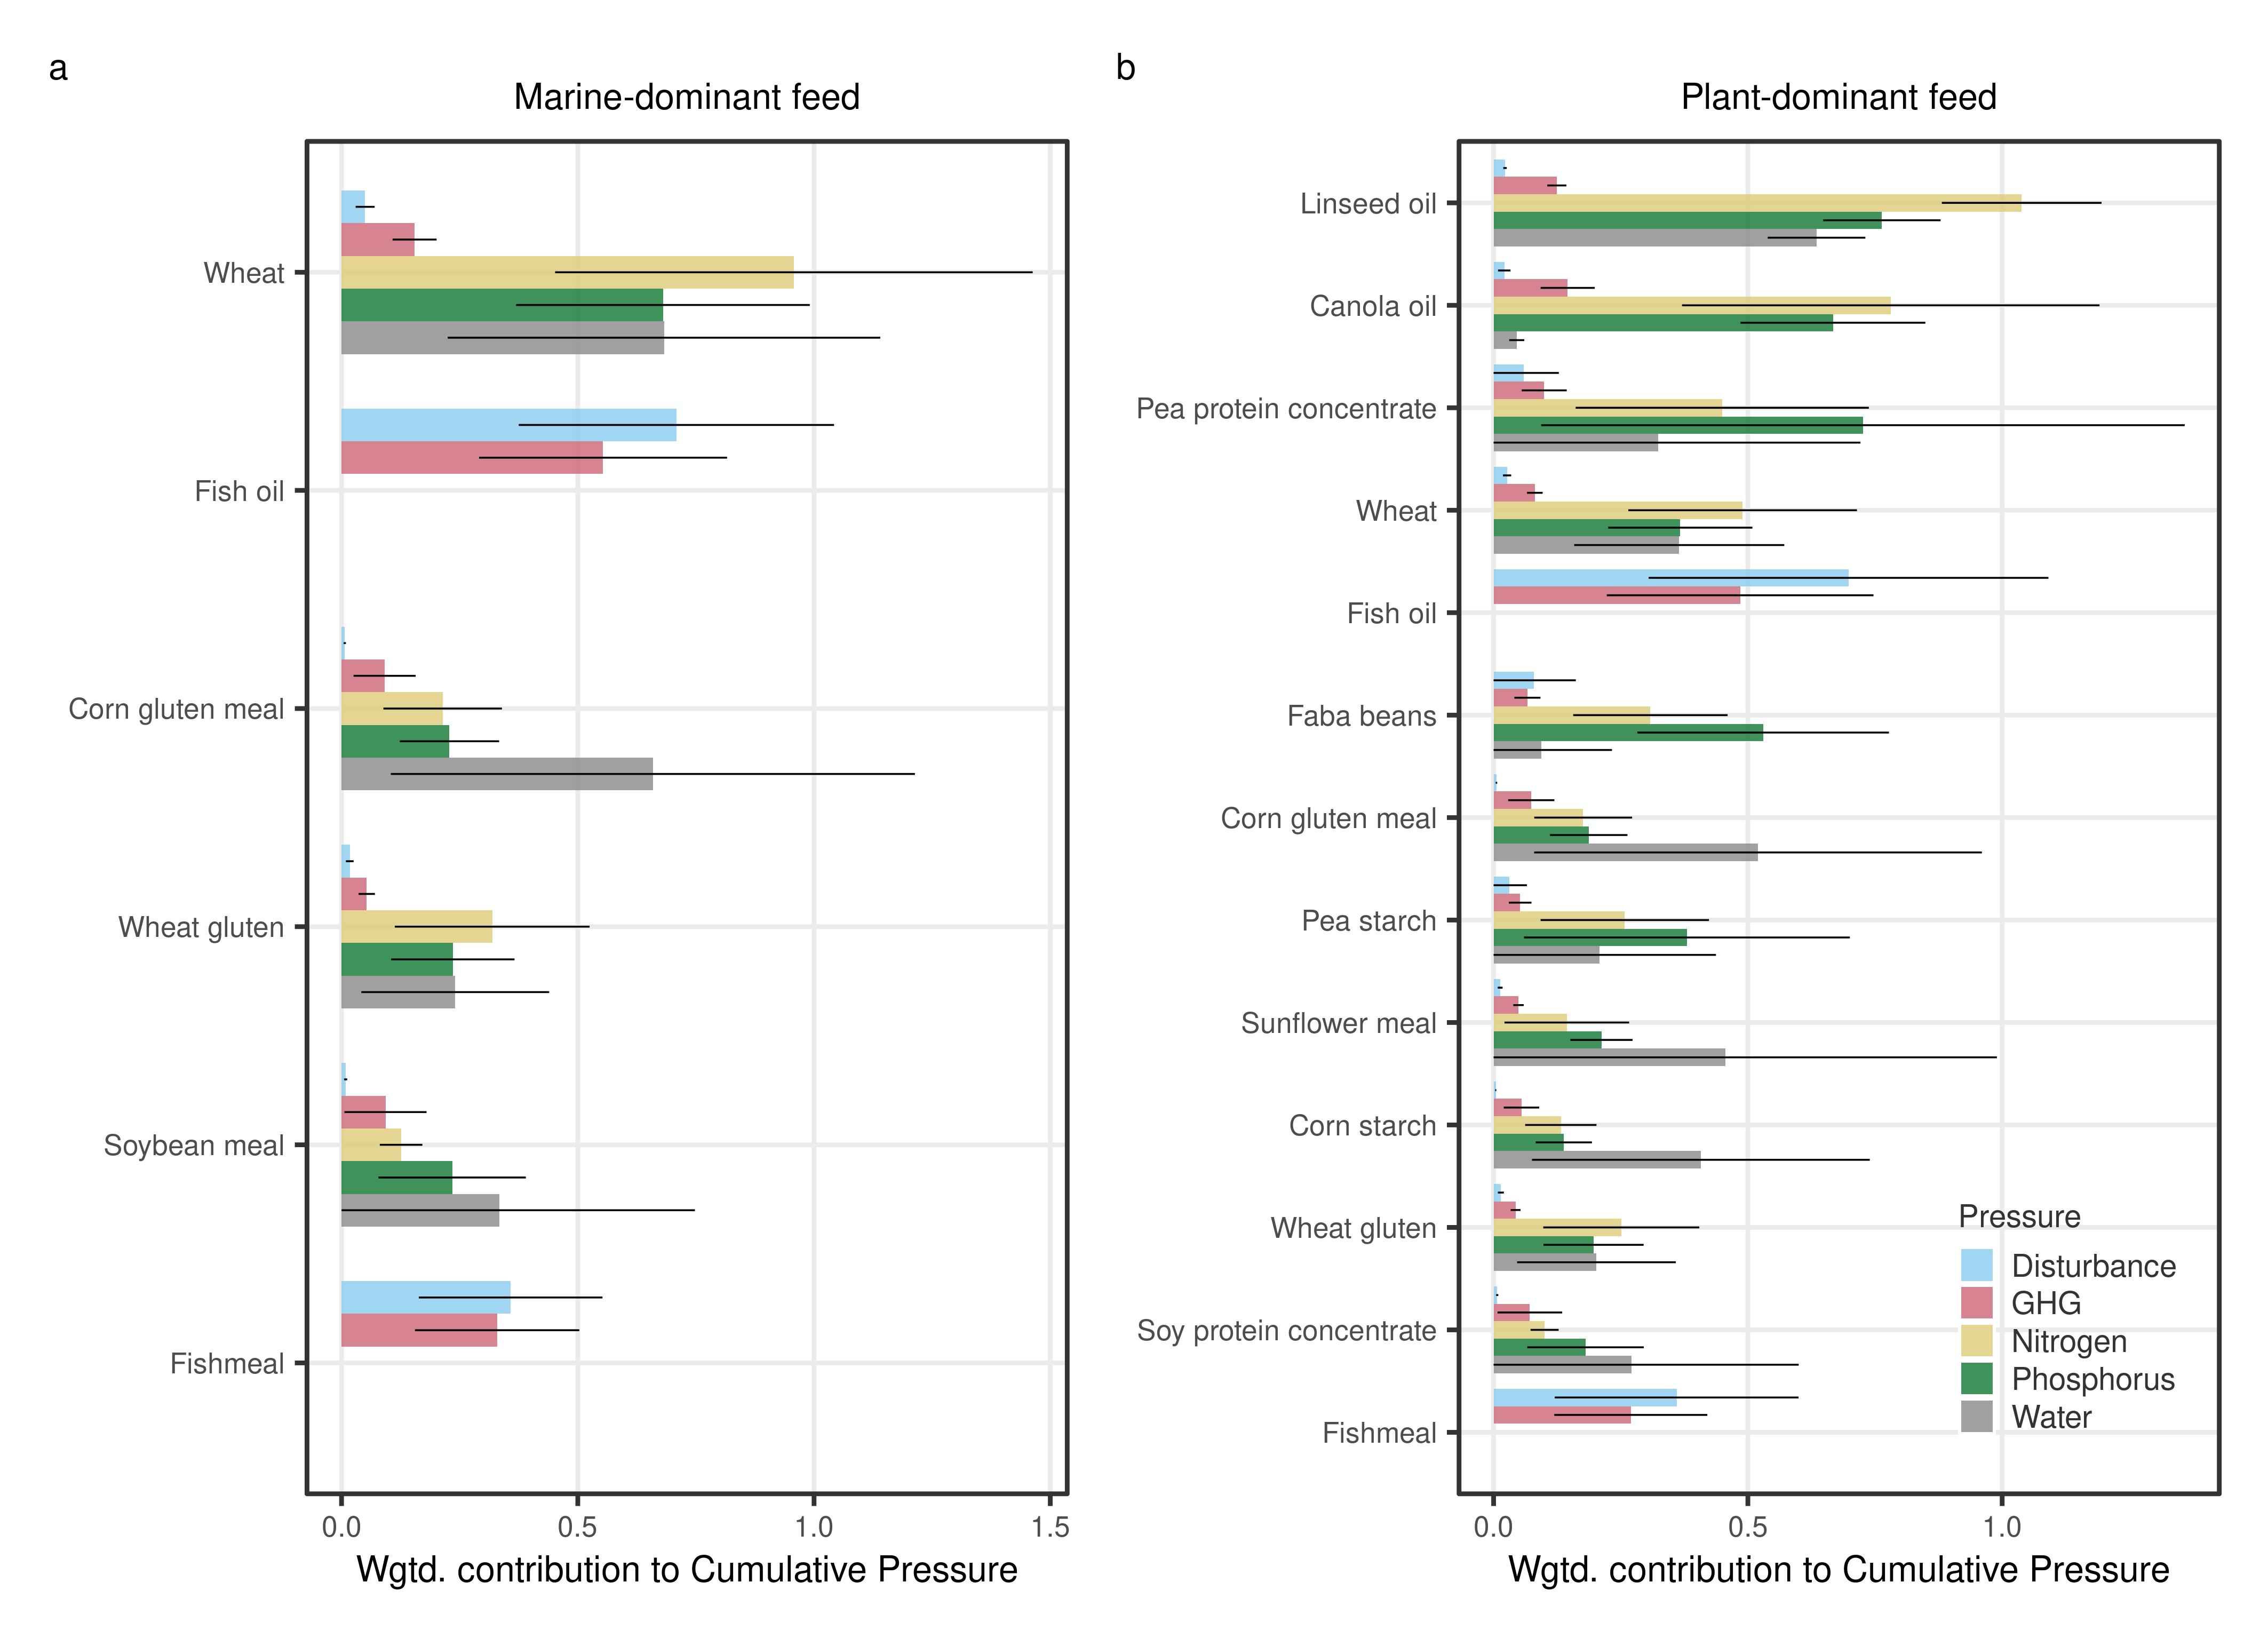 a
Marine-dominant feed
Wheat
Fish oil
Corn gluten meal
Wheat gluten
Soybean meal
Fishmeal
0.0 0.5 1.0 1.5
Wgtd. contribution to Cumulative Pressure
b
Plant-dominant feed
Linseed oil
Canola oil
Pea protein concentrate
Wheat
Fish oil
Faba beans
Corn gluten meal
Pea starch
Sunflower meal
Corn starch
Wheat gluten
Soy protein concentrate
Fishmeal
Pressure
Disturbance
GHG
Nitrogen
Phosphorus
Water
0.0 0.5 1.0
Wgtd. contribution to Cumulative Pressure